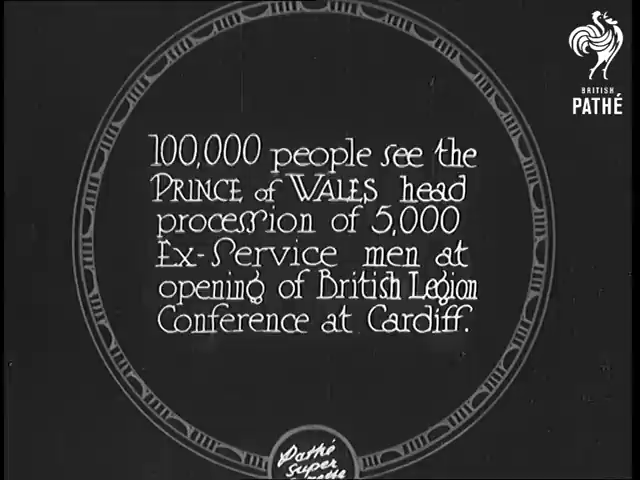 BRITISH
PATHÉ
100,000 people see the
PRINCE of WALES head
procession of 5,000
Ex-Service men at
opening of British Legion
Conference at Cardiff.
Pathé
Super